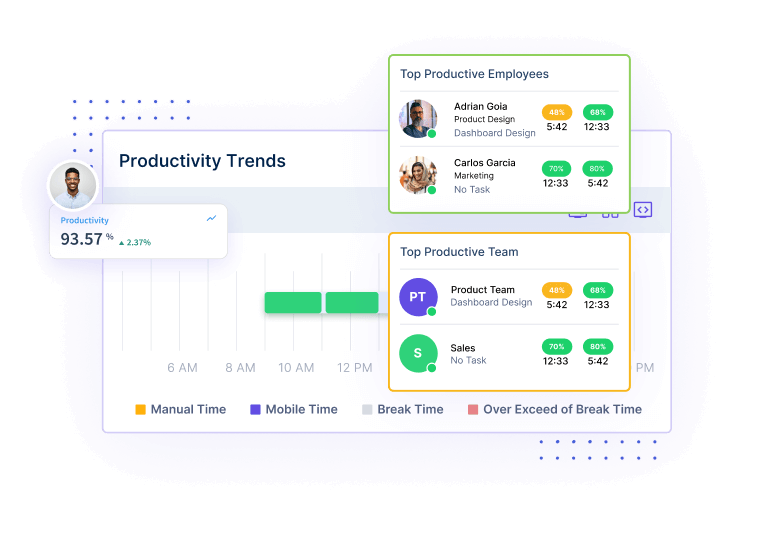 Top Productive Employees
Adrian Goia
Product Design
Dashboard Design
48% 68%
5:42 12:33
Carlos Garcia
Marketing
No Task
70% 80%
12:33 5:42
Productivity Trends
Productivity
93.57 % 2.37%
Top Productive Team
PT
Product Team
Dashboard Design
48% 68%
5:42 12:33
S
Sales
No Task
70% 80%
12:33 5:42
6 AM 8 AM 10 AM 12 PM PM
Manual Time Mobile Time Break Time Over Exceed of Break Time